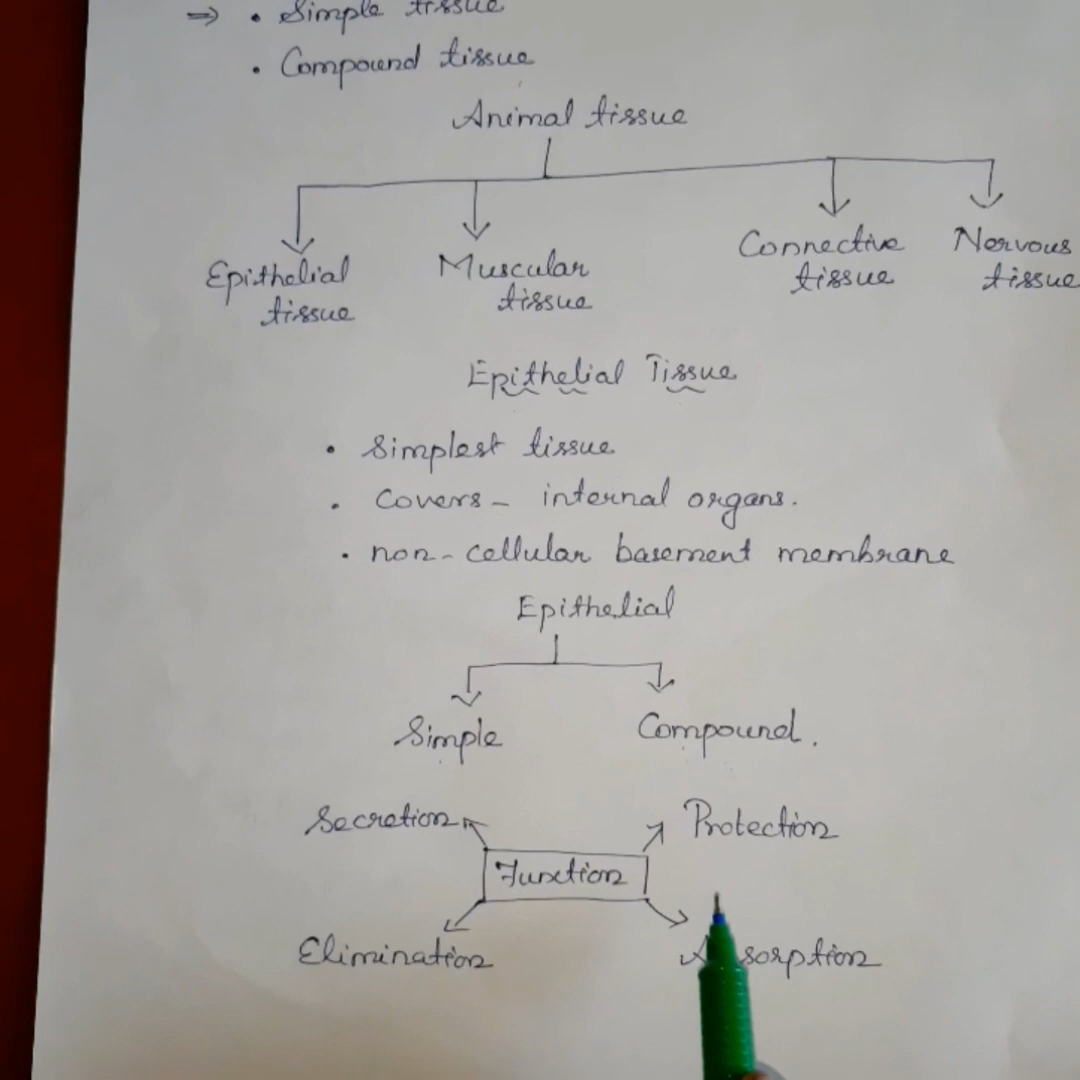 ⇒ • Simple tissue
• Compound tissue
Animal tissue
Epithelial tissue
Muscular tissue
Connective tissue
Nervous tissue
Epithelial Tissue
• Simplest tissue
• Covers - internal organs.
• non-cellular basement membrane
Epithelial
Simple
Compound.
Secretion
Protection
Function
Elimination